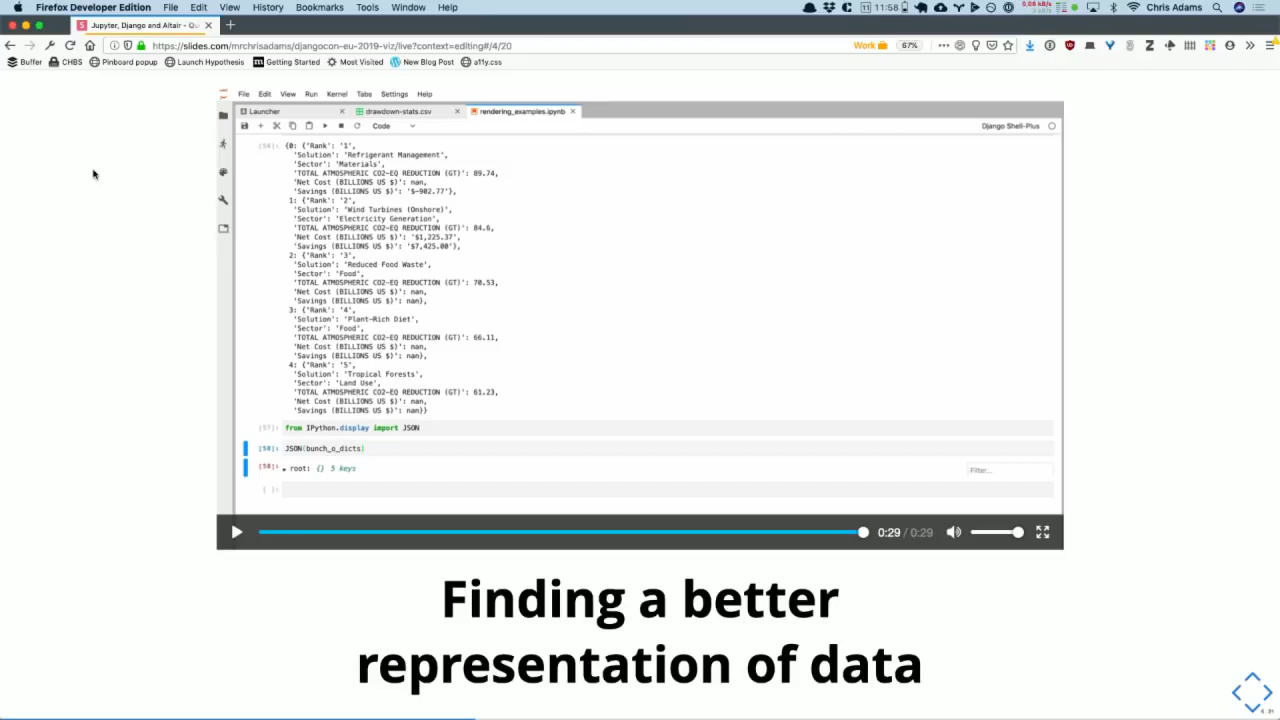 Firefox Developer Edition File Edit View History Bookmarks Tools Window Help
11:58
Chris Adams
Jupyter, Django and Altair - Qu
https://slides.com/mrchrisadams/djangocon-eu-2019-viz/live?context=editing#/4/20
Work
67%
Buffer CHBS Pinboard popup Launch Hypothesis Getting Started Most Visited New Blog Post a11y.css
File Edit View Run Kernel Tabs Settings Help
Launcher drawdown-stats.csv rendering_examples.ipynb
Code Django Shell-Plus
{0: {'Rank': '1',
'Solution': 'Refrigerant Management',
'Sector': 'Materials',
'TOTAL ATMOSPHERIC CO2-EQ REDUCTION (GT)': 89.74,
'Net Cost (BILLIONS US $)': nan,
'Savings (BILLIONS US $)': '$-902.77'},
1: {'Rank': '2',
'Solution': 'Wind Turbines (Onshore)',
'Sector': 'Electricity Generation',
'TOTAL ATMOSPHERIC CO2-EQ REDUCTION (GT)': 84.6,
'Net Cost (BILLIONS US $)': '$1,225.37',
'Savings (BILLIONS US $)': '$7,425.00'},
2: {'Rank': '3',
'Solution': 'Reduced Food Waste',
'Sector': 'Food',
'TOTAL ATMOSPHERIC CO2-EQ REDUCTION (GT)': 70.53,
'Net Cost (BILLIONS US $)': nan,
'Savings (BILLIONS US $)': nan},
3: {'Rank': '4',
'Solution': 'Plant-Rich Diet',
'Sector': 'Food',
'TOTAL ATMOSPHERIC CO2-EQ REDUCTION (GT)': 66.11,
'Net Cost (BILLIONS US $)': nan,
'Savings (BILLIONS US $)': nan},
4: {'Rank': '5',
'Solution': 'Tropical Forests',
'Sector': 'Land Use',
'TOTAL ATMOSPHERIC CO2-EQ REDUCTION (GT)': 61.23,
'Net Cost (BILLIONS US $)': nan,
'Savings (BILLIONS US $)': nan}}
[57]: from IPython.display import JSON
[58]: JSON(bunch_o_dicts)
[58]: root: {} 5 keys Filter...
[ ]:
0:29 / 0:29
Finding a better
representation of data